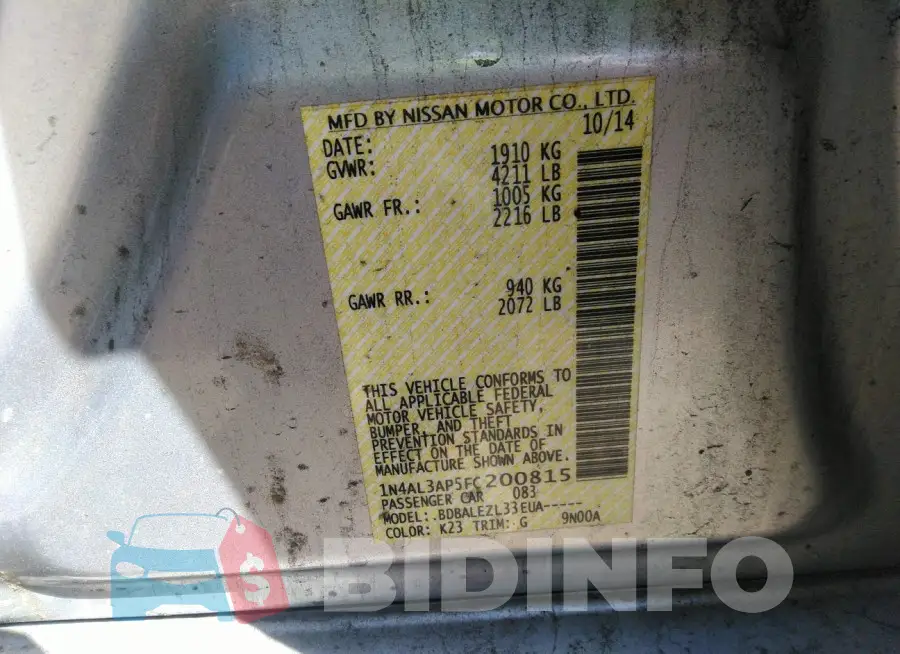 MFD BY NISSAN MOTOR CO., LTD.
DATE: 10/14
GVWR: 1910 KG
4211 LB
GAWR FR.: 1005 KG
2216 LB
GAWR RR.: 940 KG
2072 LB
THIS VEHICLE CONFORMS TO
ALL APPLICABLE FEDERAL
MOTOR VEHICLE SAFETY,
BUMPER, AND THEFT
PREVENTION STANDARDS IN
EFFECT ON THE DATE OF
MANUFACTURE SHOWN ABOVE.
1N4AL3AP5FC200815
PASSENGER CAR 083
MODEL: BDBALEZL33EUA-----
COLOR: K23 TRIM: G 9N00A
$ BIDINFO